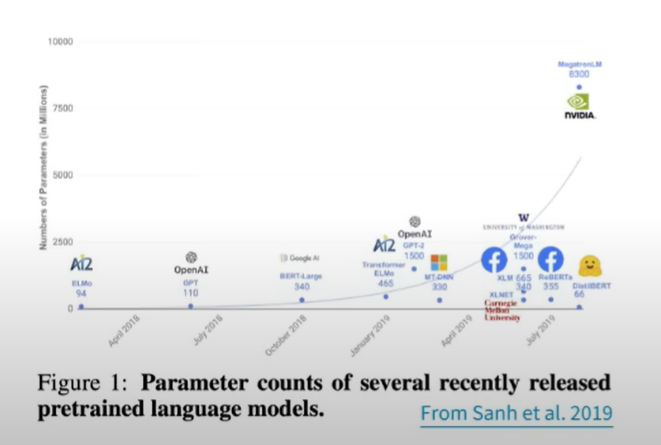 10000
7500
5000
2500
0
Numbers of Parameters (in Millions)
MegatronLM
8300
NVIDIA.
W
UNIVERSITY of WASHINGTON
Grover-
Mega
1500
OpenAI
GPT-2
1500
AI2
Transformer
ELMo
465
MT-DNN
330
AI2
ELMo
94
OpenAI
GPT
110
Google AI
BERT-Large
340
XLM 665
340
XLNET
Carnegie
Mellon
University
RoBERTa
355
DistilBERT
66
April 2018
July 2018
October 2018
January 2019
April 2019
July 2019
Figure 1: Parameter counts of several recently released
pretrained language models.
From Sanh et al. 2019